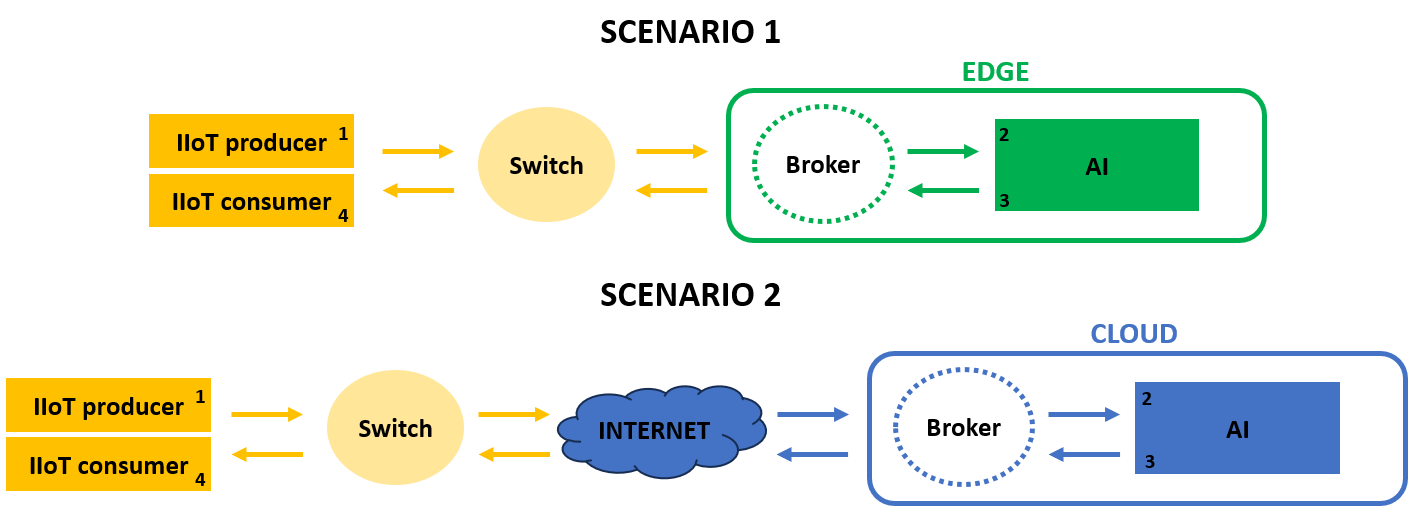 SCENARIO 1
EDGE
IIoT producer 1
IIoT consumer 4
Switch
Broker
2
AI
3
SCENARIO 2
CLOUD
IIoT producer 1
IIoT consumer 4
Switch
INTERNET
Broker
2
AI
3